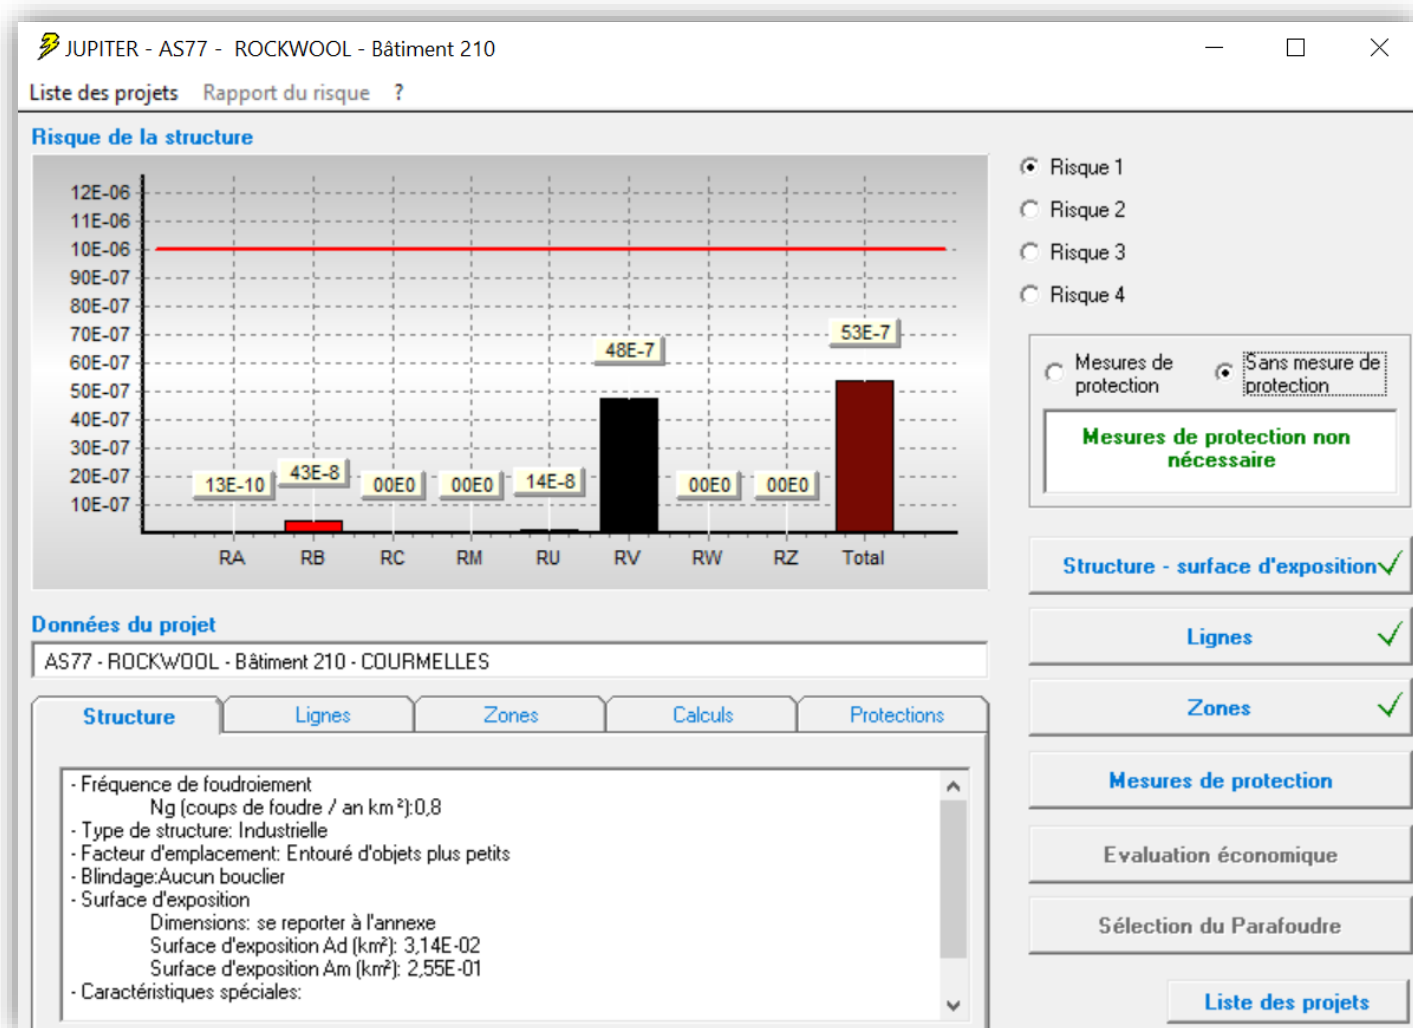 JUPITER - AS77 -  ROCKWOOL - Bâtiment 210
Liste des projets Rapport du risque ?
Risque de la structure
12E-06
11E-06
10E-06
90E-07
80E-07
70E-07
60E-07
50E-07
40E-07
30E-07
20E-07
10E-07
13E-10
43E-8
00E0
00E0
14E-8
48E-7
00E0
00E0
53E-7
RA RB RC RM RU RV RW RZ Total
Risque 1
Risque 2
Risque 3
Risque 4
Mesures de protection
Sans mesure de protection
Mesures de protection non
nécessaire
Structure - surface d'exposition
Lignes
Zones
Mesures de protection
Evaluation économique
Sélection du Parafoudre
Liste des projets
Données du projet
AS77 - ROCKWOOL - Bâtiment 210 - COURMELLES
Structure Lignes Zones Calculs Protections
- Fréquence de foudroiement
Ng (coups de foudre / an km²):0,8
- Type de structure: Industrielle
- Facteur d'emplacement: Entouré d'objets plus petits
- Blindage:Aucun bouclier
- Surface d'exposition
Dimensions: se reporter à l'annexe
Surface d'exposition Ad (km²): 3,14E-02
Surface d'exposition Am (km²): 2,55E-01
- Caractéristiques spéciales: